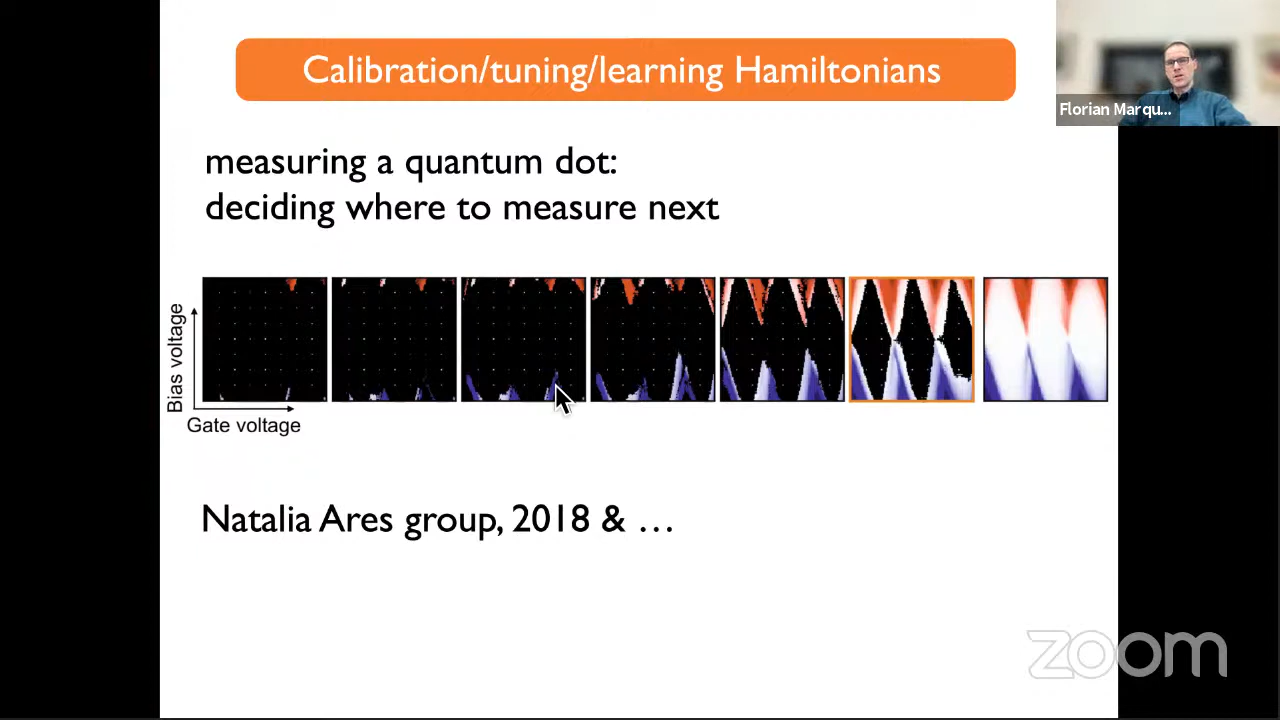 Calibration/tuning/learning Hamiltonians
Florian Marqu...
measuring a quantum dot:
deciding where to measure next
Bias voltage
Gate voltage
Natalia Ares group, 2018 & …
zoom